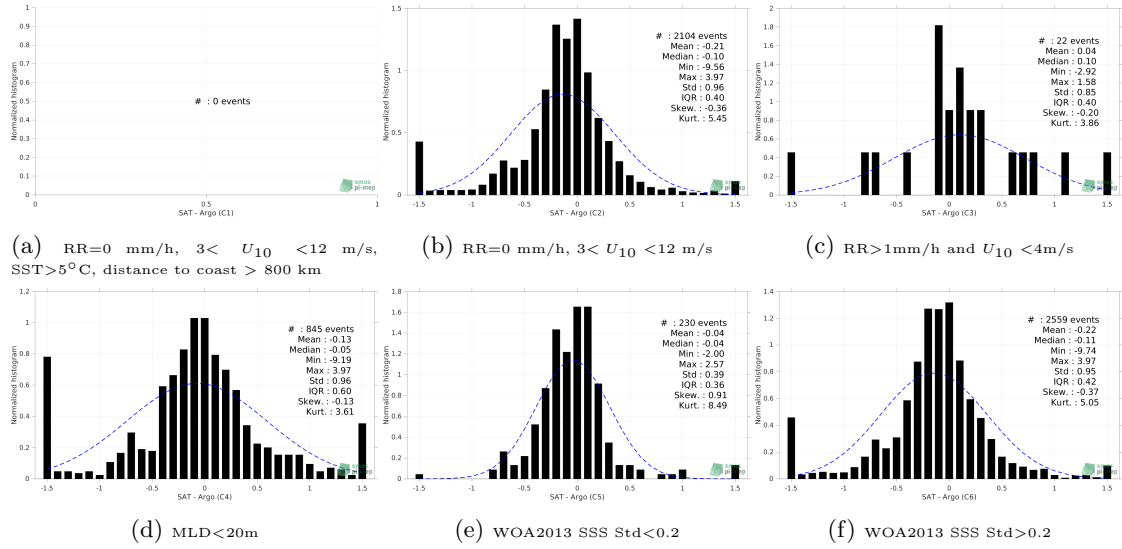 1
0.9
0.8
0.7
0.6
0.5
0.4
0.3
0.2
0.1
0
Normalized histogram
# : 0 events
0 0.5 1
SAT - Argo (C1)
smos
pi-mep
(a) RR=0 mm/h, 3< U10 <12 m/s,
SST>5°C, distance to coast > 800 km
1.5
1
0.5
0
Normalized histogram
# : 2104 events
Mean : -0.21
Median : -0.10
Min : -9.56
Max : 3.97
Std : 0.96
IQR : 0.40
Skew. : -0.36
Kurt. : 5.45
-1.5 -1 -0.5 0 0.5 1 1.5
SAT - Argo (C2)
smos
pi-mep
(b) RR=0 mm/h, 3< U10 <12 m/s
2
1.8
1.6
1.4
1.2
1
0.8
0.6
0.4
0.2
0
Normalized histogram
# : 22 events
Mean : 0.04
Median : 0.10
Min : -2.92
Max : 1.58
Std : 0.85
IQR : 0.40
Skew. : -0.20
Kurt. : 3.86
-1.5 -1 -0.5 0 0.5 1 1.5
SAT - Argo (C3)
smos
pi-mep
(c) RR>1mm/h and U10 <4m/s
1.2
1
0.8
0.6
0.4
0.2
0
Normalized histogram
# : 845 events
Mean : -0.13
Median : -0.05
Min : -9.19
Max : 3.97
Std : 0.96
IQR : 0.60
Skew. : -0.13
Kurt. : 3.61
-1.5 -1 -0.5 0 0.5 1 1.5
SAT - Argo (C4)
smos
pi-mep
(d) MLD<20m
1.8
1.6
1.4
1.2
1
0.8
0.6
0.4
0.2
0
Normalized histogram
# : 230 events
Mean : -0.04
Median : -0.04
Min : -2.00
Max : 2.57
Std : 0.39
IQR : 0.36
Skew. : 0.91
Kurt. : 8.49
-1.5 -1 -0.5 0 0.5 1 1.5
SAT - Argo (C5)
smos
pi-mep
(e) WOA2013 SSS Std<0.2
1.4
1.2
1
0.8
0.6
0.4
0.2
0
Normalized histogram
# : 2559 events
Mean : -0.22
Median : -0.11
Min : -9.74
Max : 3.97
Std : 0.95
IQR : 0.42
Skew. : -0.37
Kurt. : 5.05
-1.5 -1 -0.5 0 0.5 1 1.5
SAT - Argo (C6)
smos
pi-mep
(f) WOA2013 SSS Std>0.2